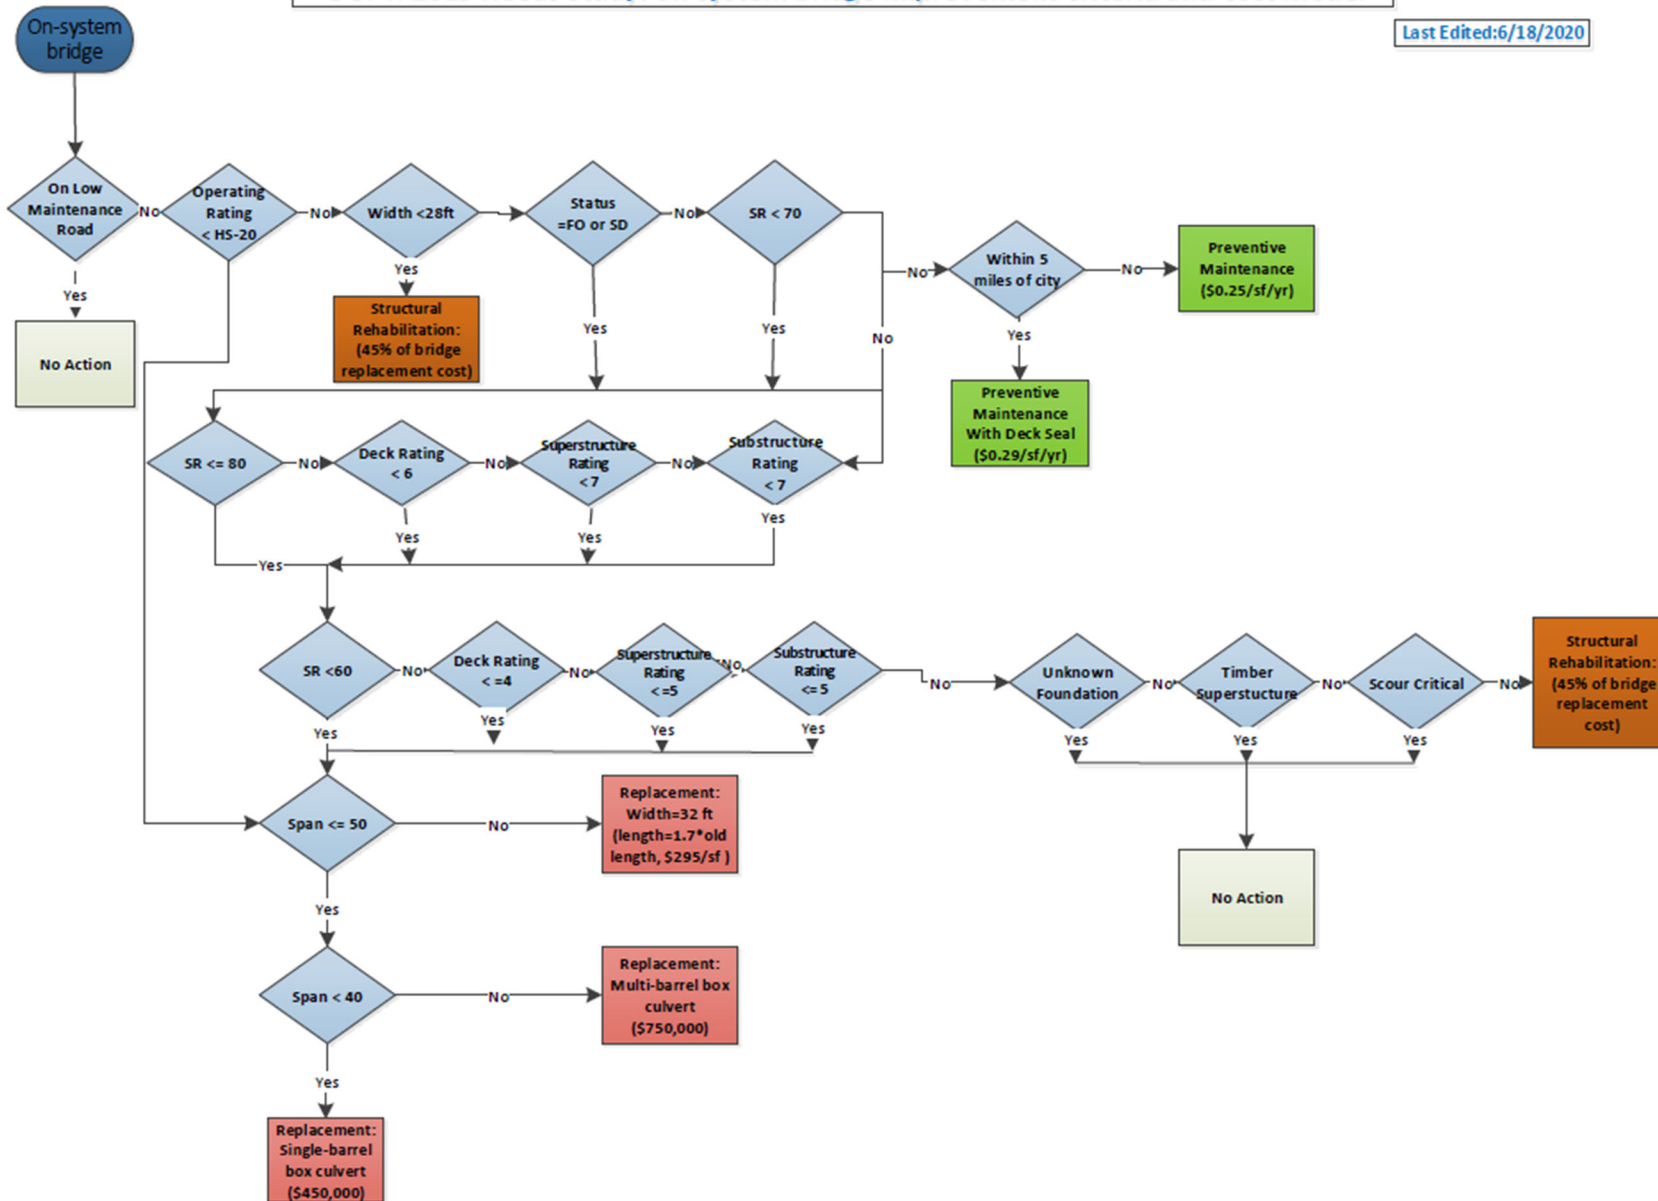 Last Edited:6/18/2020
On-system
bridge
On Low
Maintenance
Road
No
Operating
Rating
< HS-20
No
Width <28ft
Status
=FO or SD
No
SR < 70
Yes
No Action
Yes
Structural
Rehabilitation:
(45% of bridge
replacement cost)
Yes
Yes
No
No
Within 5
miles of city
No
Preventive
Maintenance
($0.25/sf/yr)
Yes
Preventive
Maintenance
With Deck Seal
($0.29/sf/yr)
SR <= 80
No
Deck Rating
< 6
No
Superstructure
Rating
< 7
No
Substructure
Rating
< 7
Yes
Yes
Yes
Yes
SR <60
No
Deck Rating
< =4
No
Superstructure
Rating
< =5
No
Substructure
Rating
<= 5
No
Unknown
Foundation
No
Timber
Superstucture
No
Scour Critical
No
Structural
Rehabilitation:
(45% of bridge
replacement
cost)
Yes
Yes
Yes
Yes
Yes
Yes
Yes
No Action
Span <= 50
No
Replacement:
Width=32 ft
(length=1.7*old
length, $295/sf )
Yes
Span < 40
No
Replacement:
Multi-barrel box
culvert
($750,000)
Yes
Replacement:
Single-barrel
box culvert
($450,000)